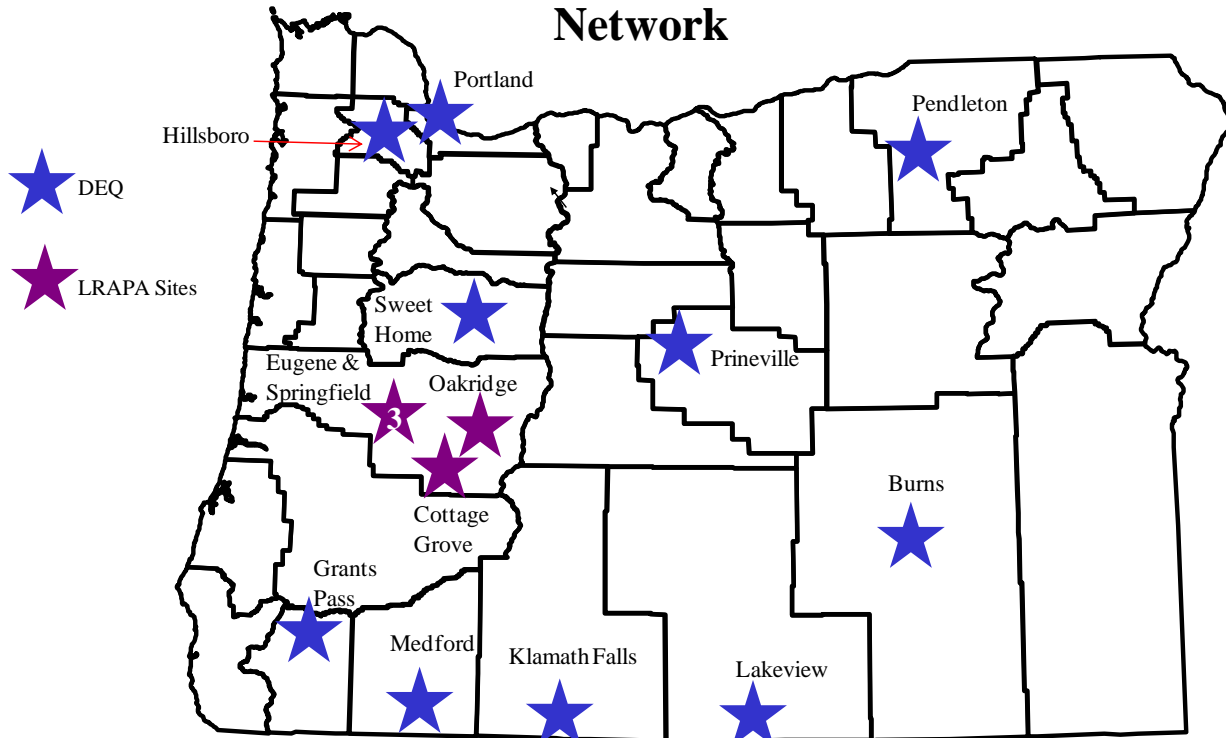 Network
Portland
Pendleton
Hillsboro
DEQ
LRAPA Sites
Sweet
Home
Prineville
Eugene &
Springfield
Oakridge
3
Cottage
Grove
Burns
Grants
Pass
Medford
Klamath Falls
Lakeview